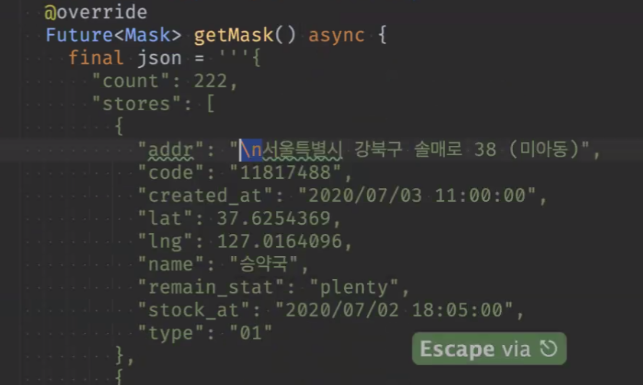 @override
Future<Mask> getMask() async {
final json = '''{
"count": 222,
"stores": [
{
"addr": "\n서울특별시 강북구 솔매로 38 (미아동)",
"code": "11817488",
"created_at": "2020/07/03 11:00:00",
"lat": 37.6254369,
"lng": 127.0164096,
"name": "승약국",
"remain_stat": "plenty",
"stock_at": "2020/07/02 18:05:00",
"type": "01"
},
{
Escape via